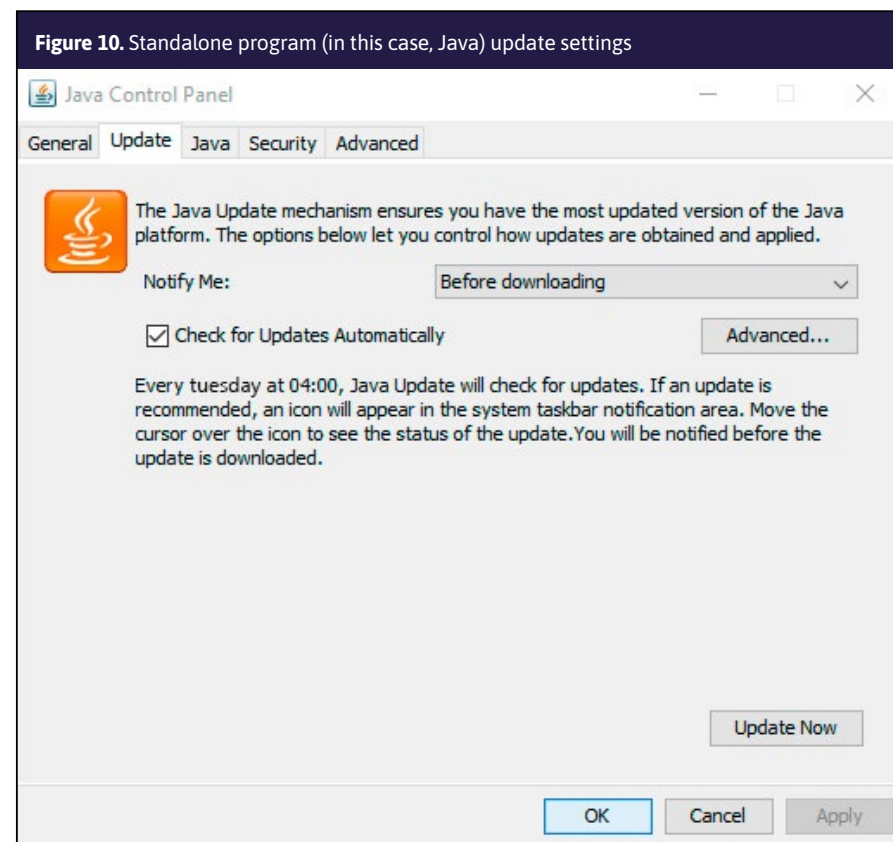 Figure 10. Standalone program (in this case, Java) update settings
Java Control Panel
General Update Java Security Advanced
The Java Update mechanism ensures you have the most updated version of the Java
platform. The options below let you control how updates are obtained and applied.
Notify Me: Before downloading
Check for Updates Automatically Advanced...
Every tuesday at 04:00, Java Update will check for updates. If an update is
recommended, an icon will appear in the system taskbar notification area. Move the
cursor over the icon to see the status of the update.You will be notified before the
update is downloaded.
Update Now
OK Cancel Apply